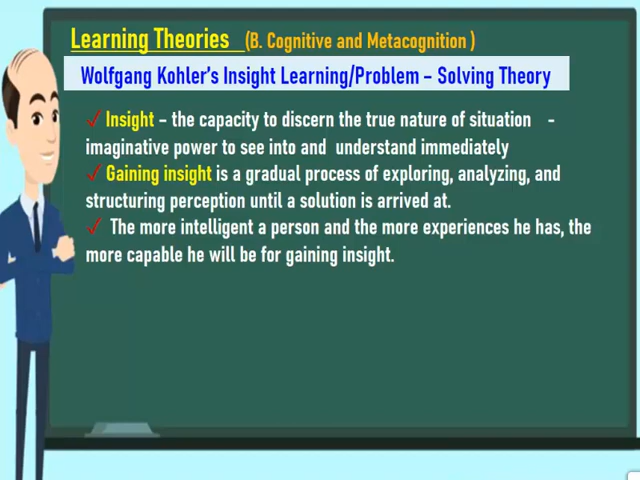 Learning Theories (B. Cognitive and Metacognition )
Wolfgang Kohler's Insight Learning/Problem – Solving Theory
✓ Insight – the capacity to discern the true nature of situation -
imaginative power to see into and understand immediately
✓ Gaining insight is a gradual process of exploring, analyzing, and
structuring perception until a solution is arrived at.
✓ The more intelligent a person and the more experiences he has, the
more capable he will be for gaining insight.